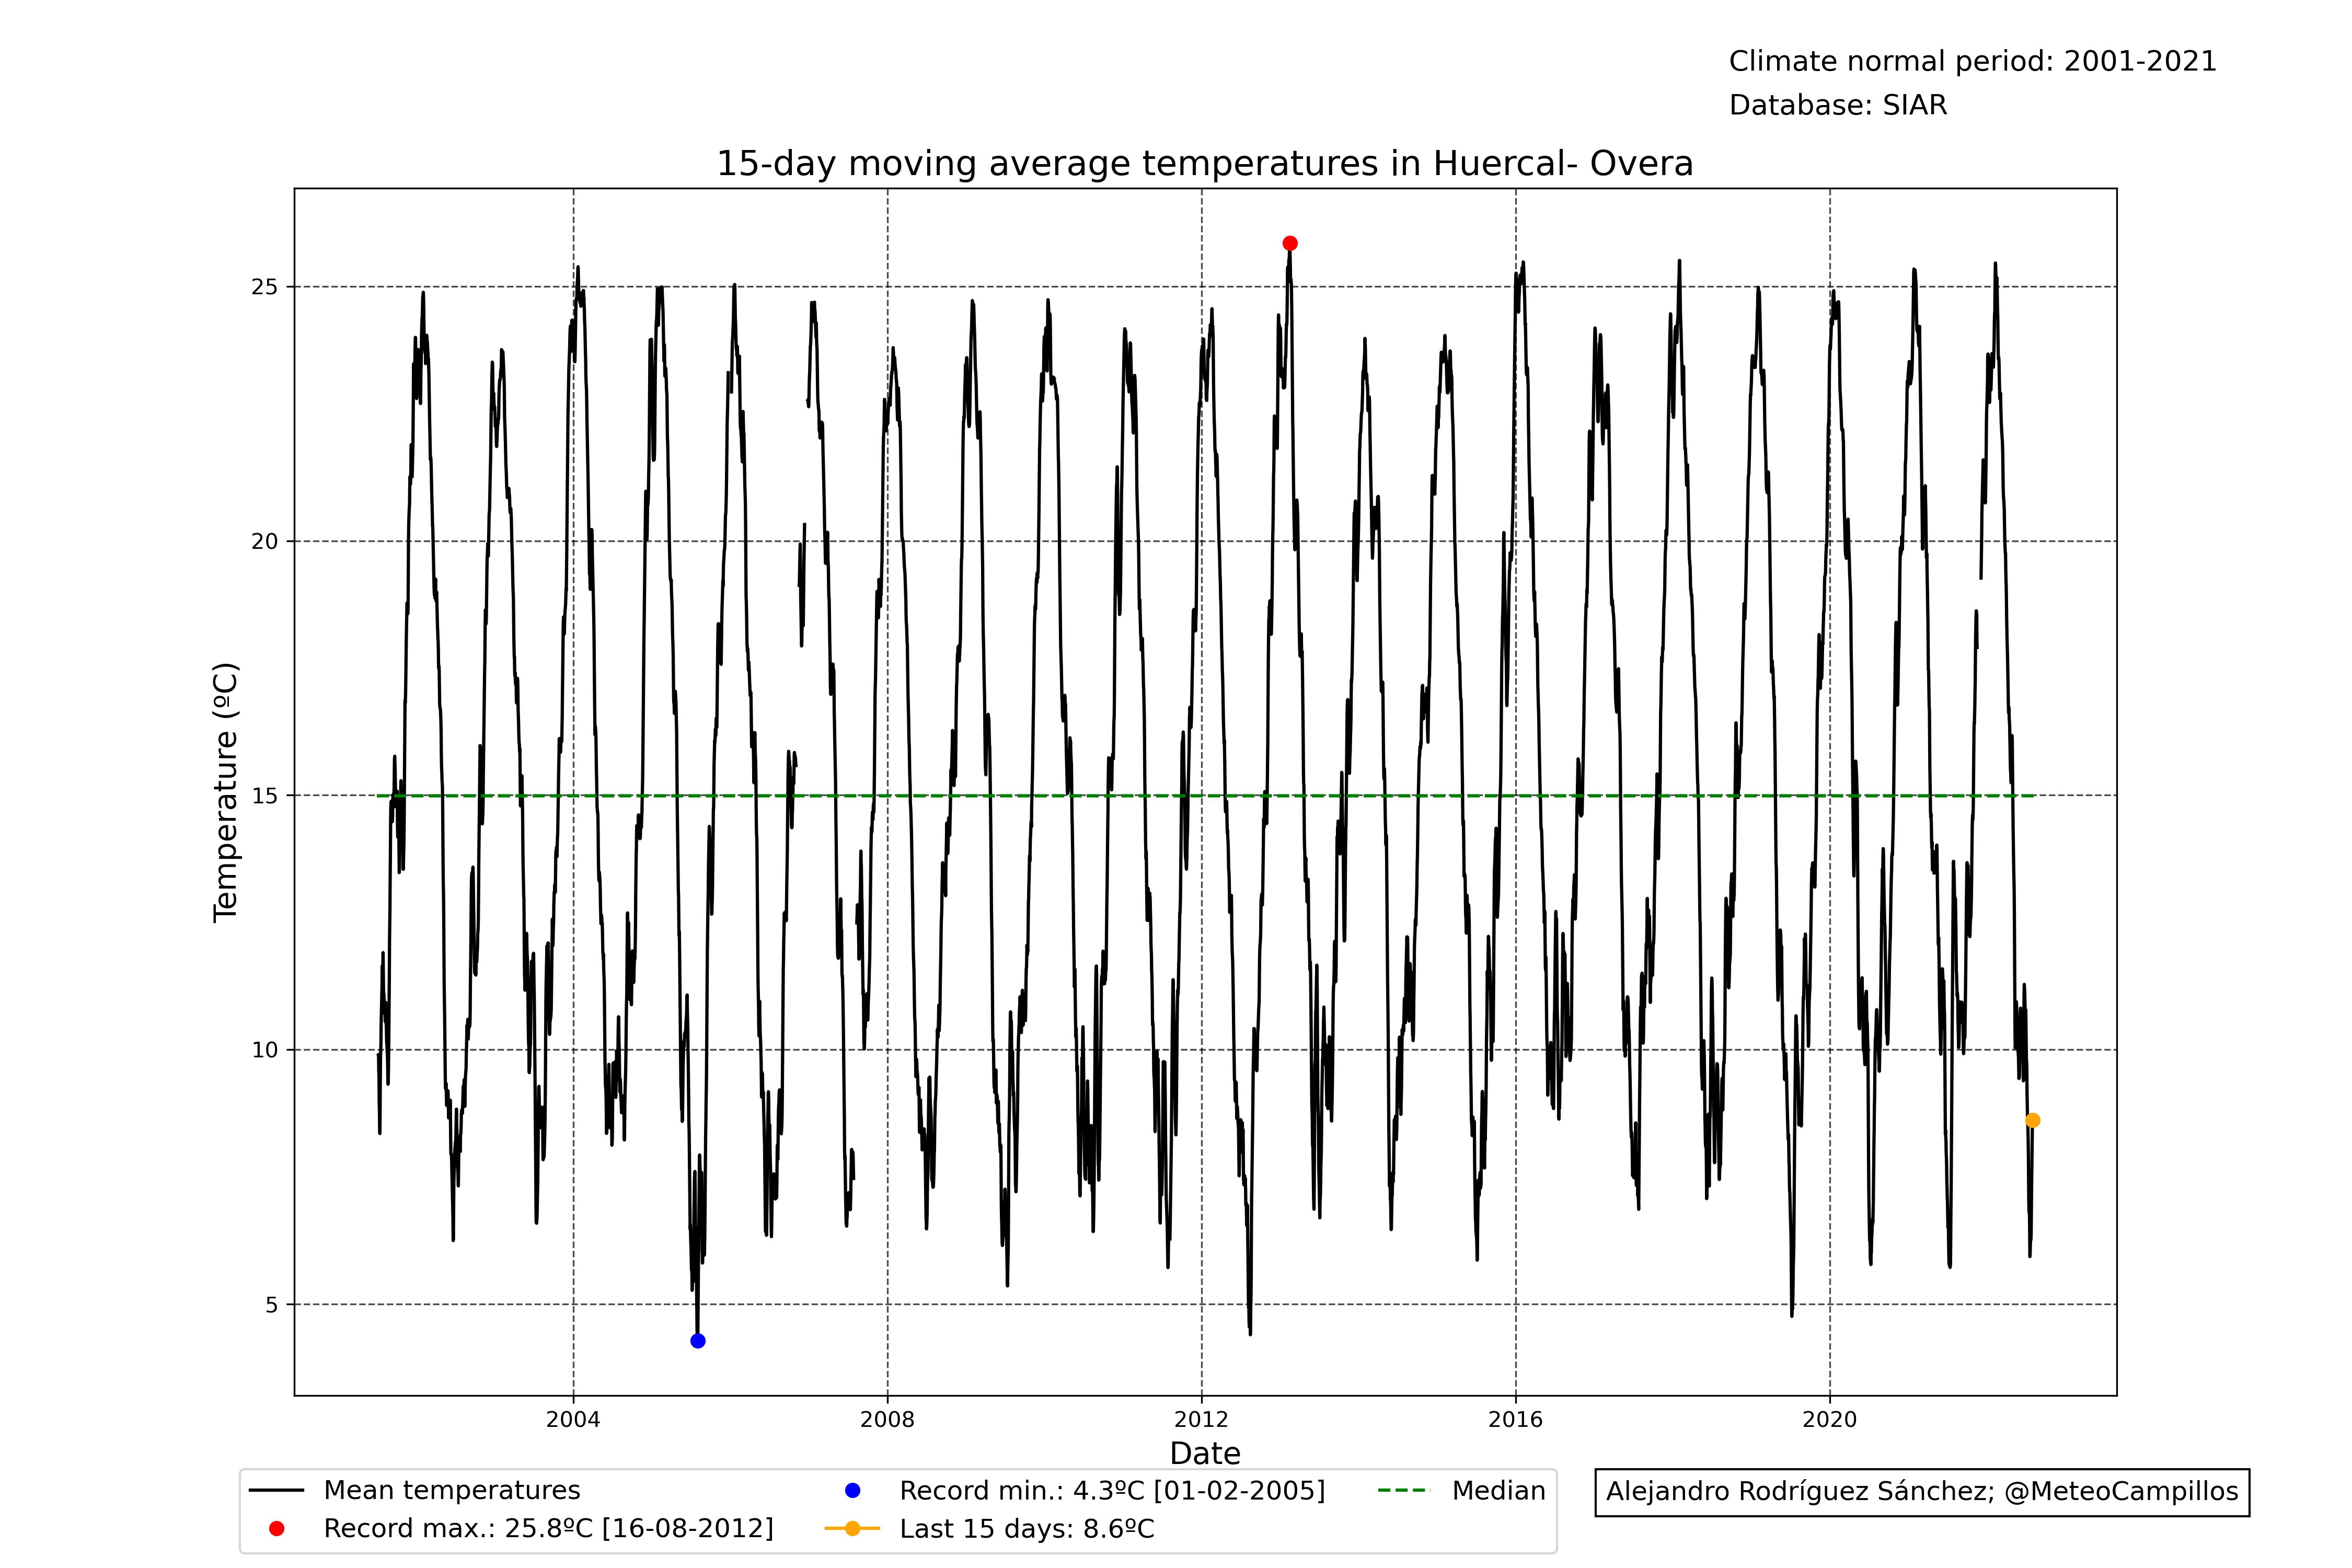 Climate normal period: 2001-2021
Database: SIAR
15-day moving average temperatures in Huercal- Overa
Temperature (ºC)
25
20
15
10
5
2004 2008 2012 2016 2020
Date
Mean temperatures
Record max.: 25.8ºC [16-08-2012]
Record min.: 4.3ºC [01-02-2005]
Last 15 days: 8.6ºC
Median
Alejandro Rodríguez Sánchez; @MeteoCampillos